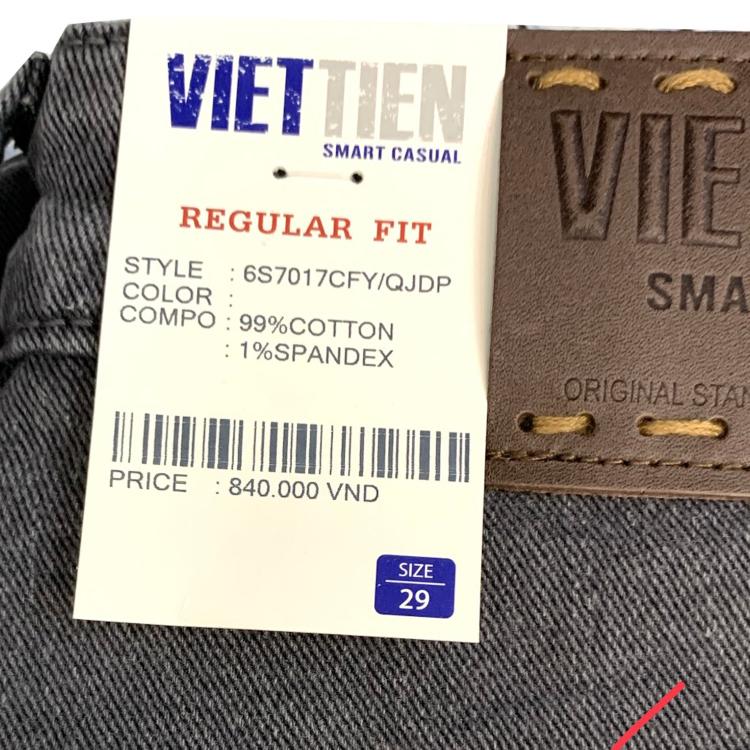 VIETTIEN
SMART CASUAL
REGULAR FIT
STYLE : 6S7017CFY/QJDP
COLOR :
COMPO : 99%COTTON
: 1%SPANDEX
PRICE : 840.000 VND
SIZE
29
VIE
SMA
ORIGINAL STAN